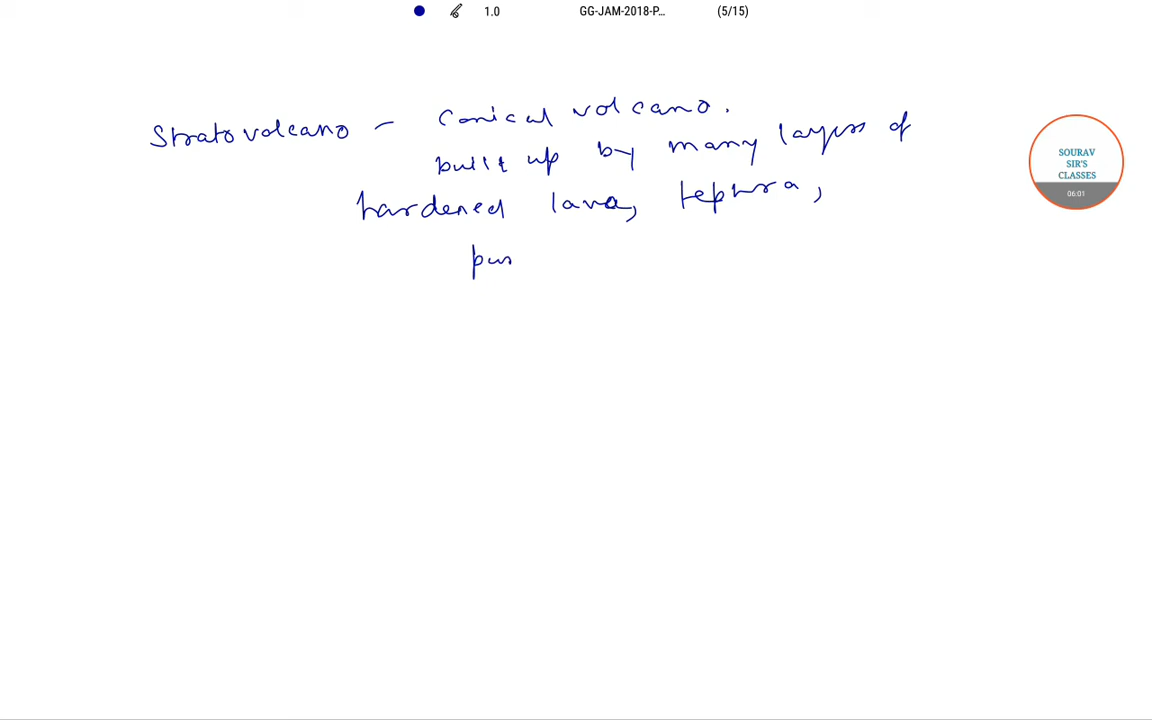 1.0 GG-JAM-2018-P... (5/15)
Stratovolcano - Conical volcano.
built up by many layers of
hardened lava, tephra,
pum
SOURAV
SIR'S
CLASSES
06:01